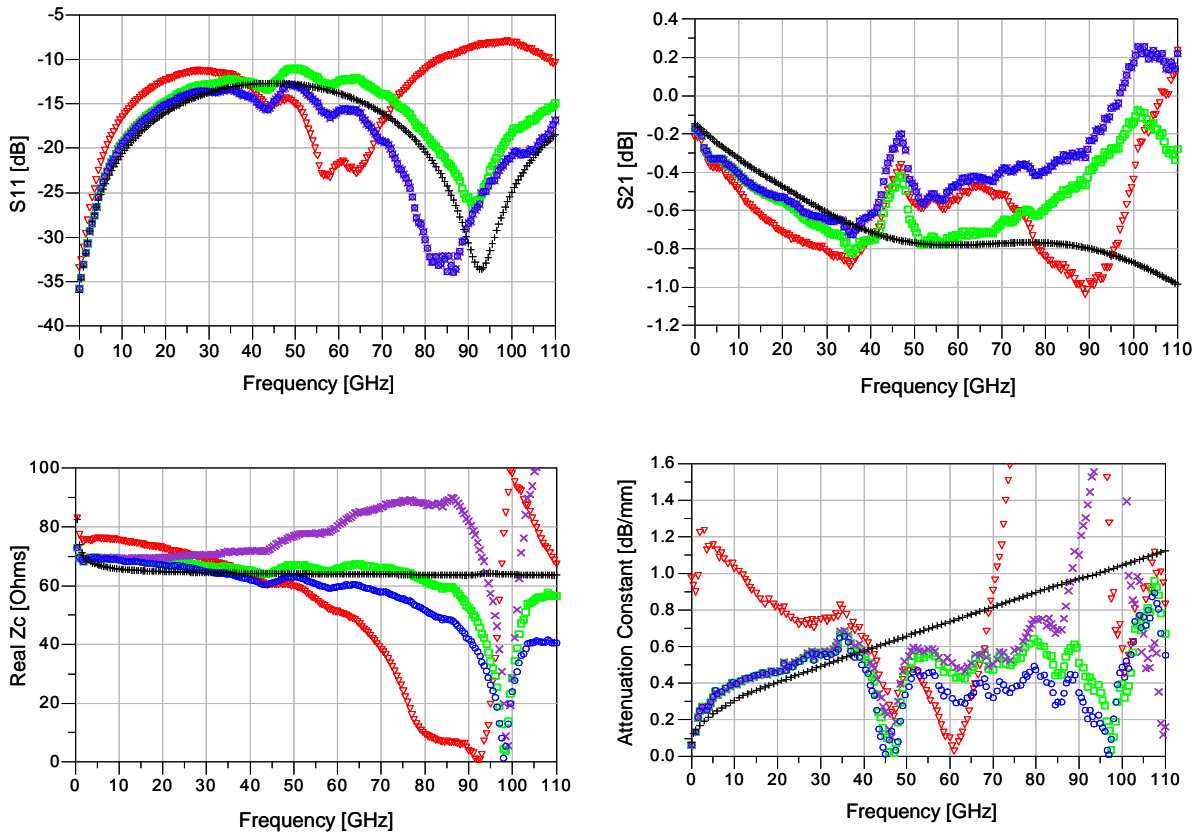 S11 [dB]
-5
-10
-15
-20
-25
-30
-35
-40
0 10 20 30 40 50 60 70 80 90 100 110
Frequency [GHz]
S21 [dB]
0.4
0.2
0.0
-0.2
-0.4
-0.6
-0.8
-1.0
-1.2
0 10 20 30 40 50 60 70 80 90 100 110
Frequency [GHz]
Real Zc [Ohms]
100
80
60
40
20
0
0 10 20 30 40 50 60 70 80 90 100 110
Frequency [GHz]
Attenuation Constant [dB/mm]
1.6
1.4
1.2
1.0
0.8
0.6
0.4
0.2
0.0
0 10 20 30 40 50 60 70 80 90 100 110
Frequency [GHz]